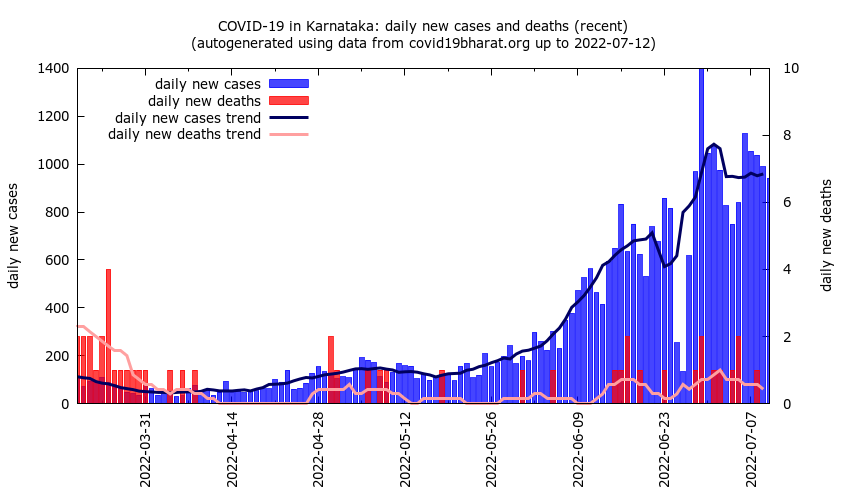 COVID-19 in Karnataka: daily new cases and deaths (recent)
(autogenerated using data from covid19bharat.org up to 2022-07-12)
daily new cases
daily new deaths
daily new cases trend
daily new deaths trend
1400
1200
1000
800
600
400
200
0
10
8
6
4
2
0
daily new cases
daily new deaths
2022-03-31
2022-04-14
2022-04-28
2022-05-12
2022-05-26
2022-06-09
2022-06-23
2022-07-07